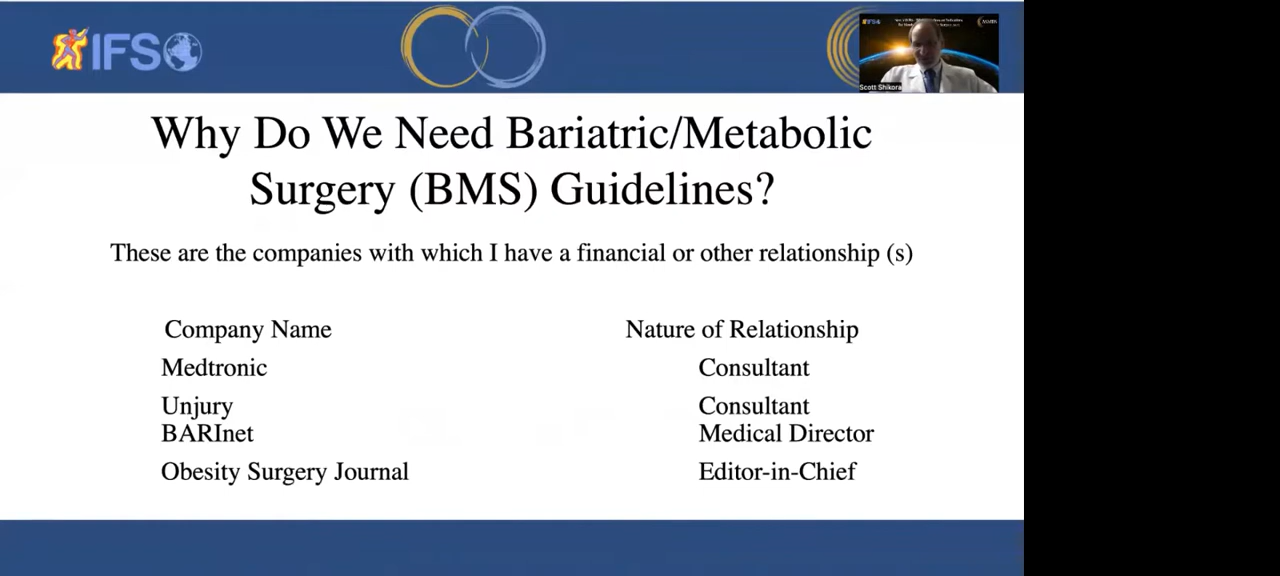 IFSO
Scott Shikora
Why Do We Need Bariatric/Metabolic
Surgery (BMS) Guidelines?
These are the companies with which I have a financial or other relationship (s)
Company Name
Nature of Relationship
Medtronic
Consultant
Unjury
Consultant
BARInet
Medical Director
Obesity Surgery Journal
Editor-in-Chief